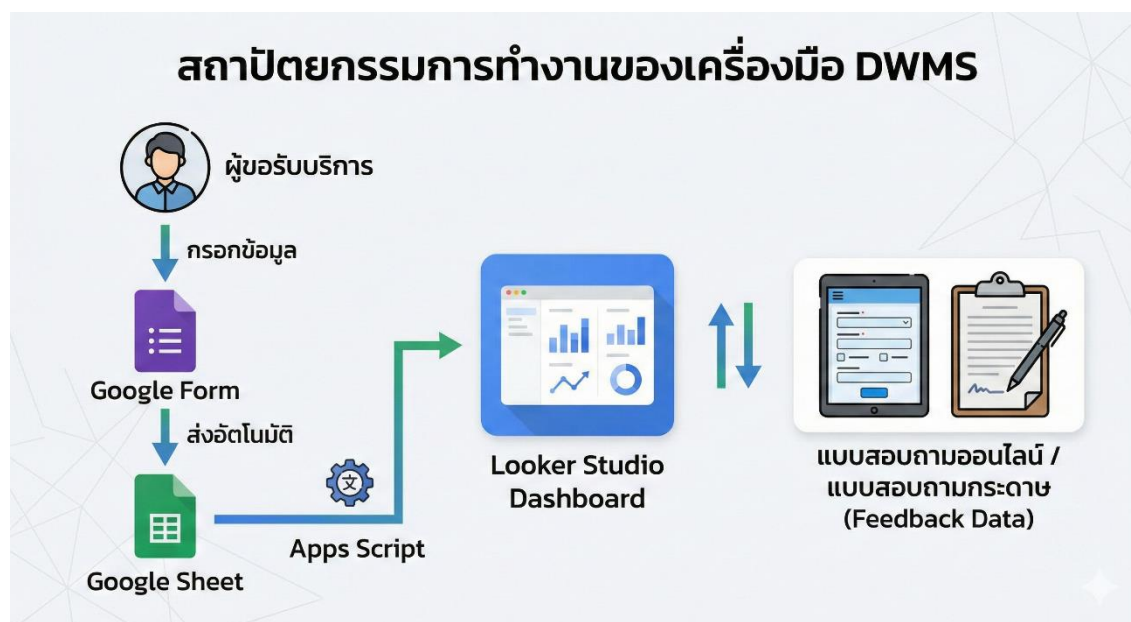 สถาปัตยกรรมการทำงานของเครื่องมือ DWMS
ผู้ขอรับบริการ
กรอกข้อมูล
Google Form
ส่งอัตโนมัติ
Google Sheet
文
Apps Script
Looker Studio
Dashboard
แบบสอบถามออนไลน์ /
แบบสอบถามกระดาษ
(Feedback Data)